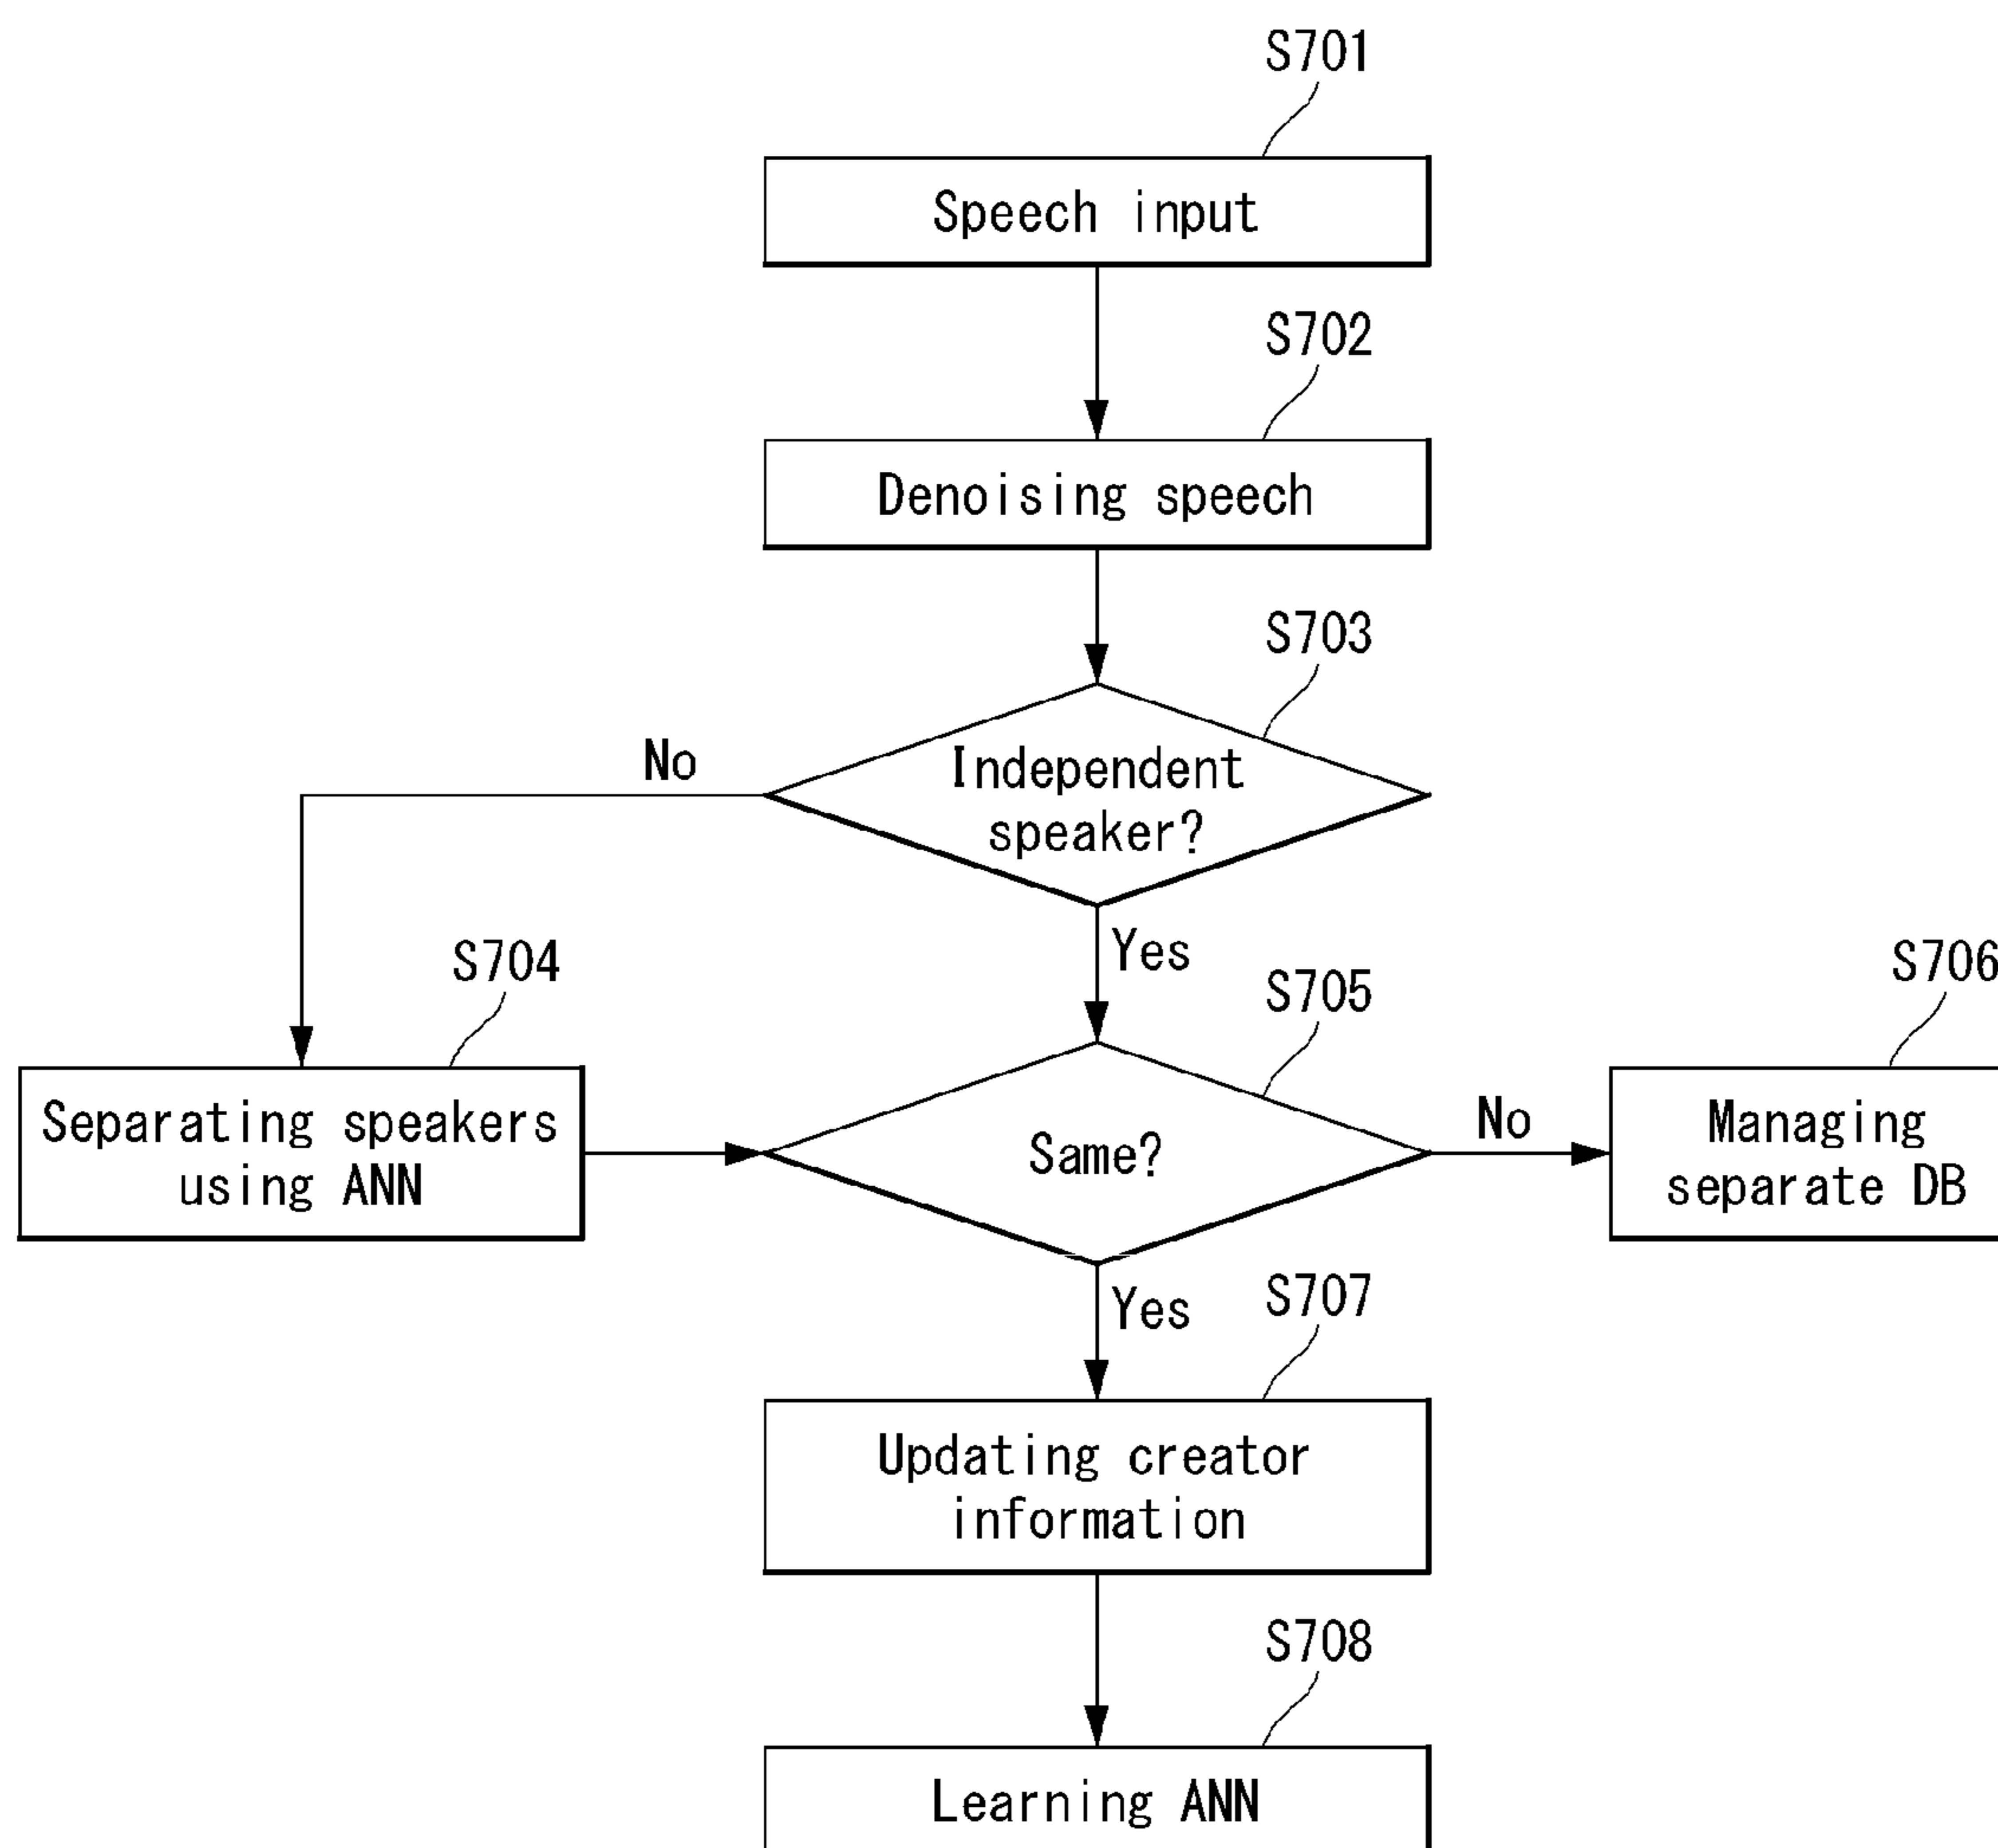 S701
Speech input
S702
Denoising speech
S703
Independent
speaker?
No
Yes
S704
Separating speakers
using ANN
S705
Same?
No
S706
Managing
separate DB
Yes
S707
Updating creator
information
S708
Learning ANN